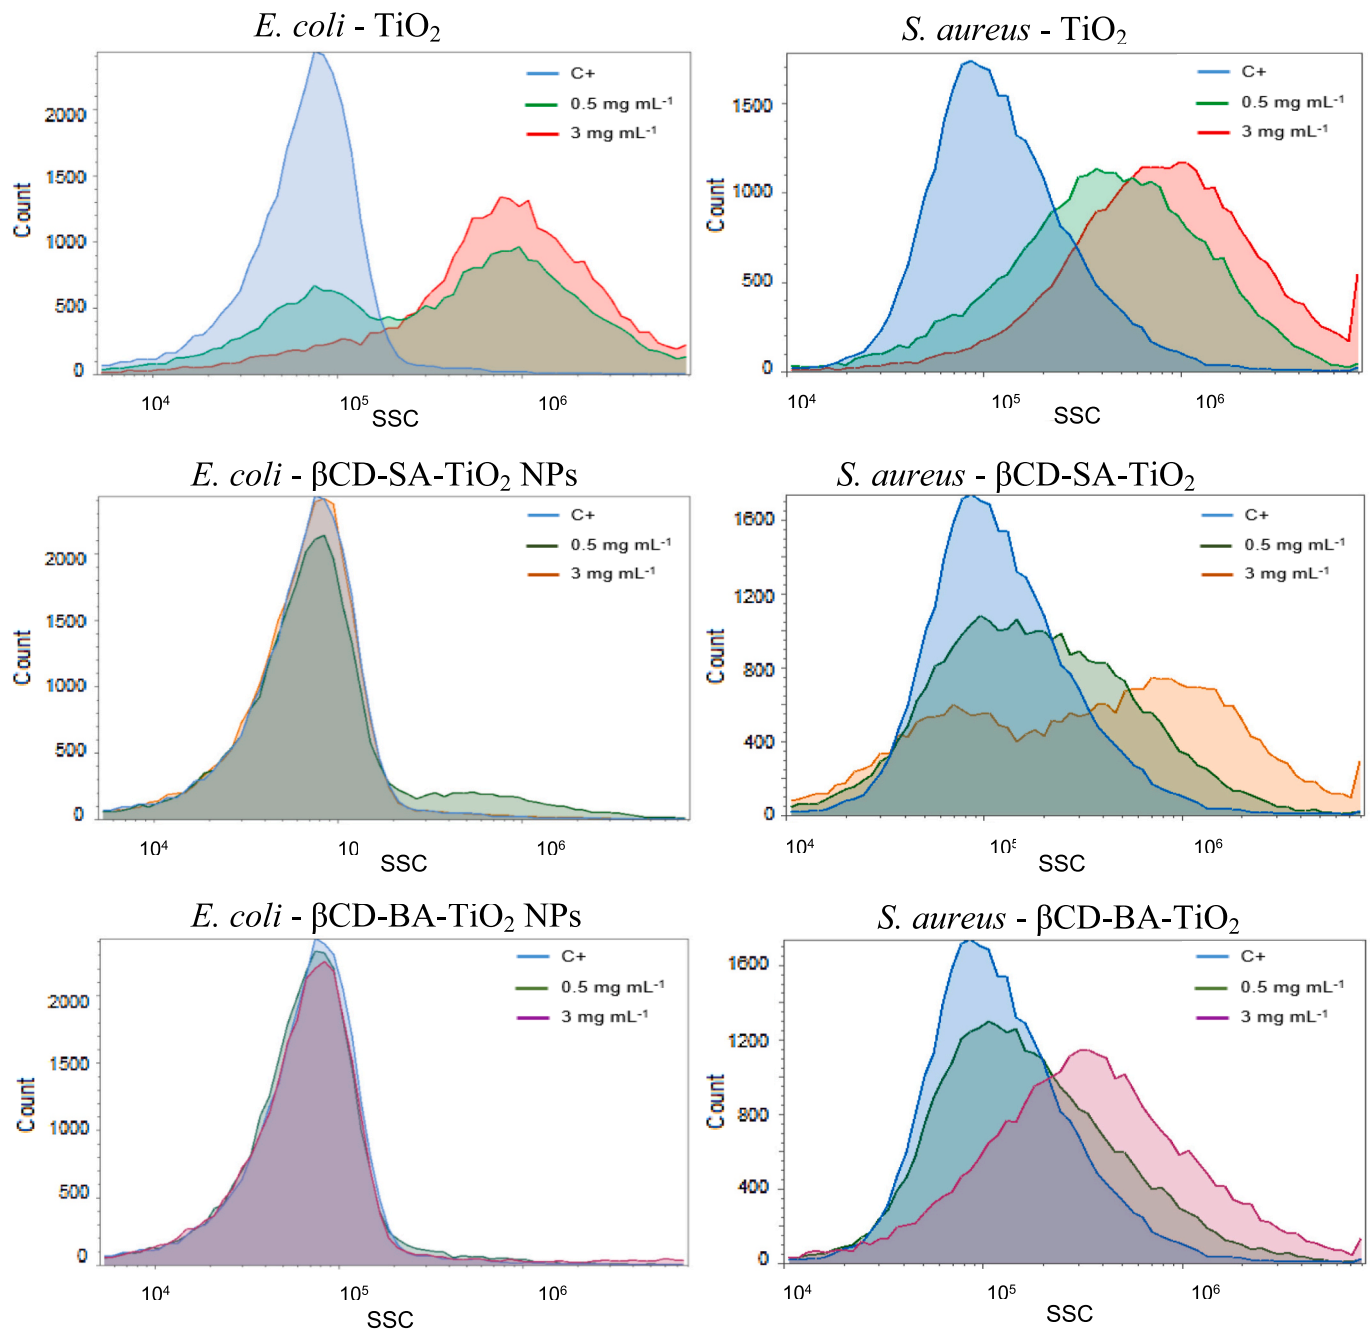 E. coli - TiO₂
C+
0.5 mg mL⁻¹
3 mg mL⁻¹
2000
1500
1000
500
0
Count
10⁴
10⁵
10⁶
SSC
S. aureus - TiO₂
C+
0.5 mg mL⁻¹
3 mg mL⁻¹
1500
1000
500
0
Count
10⁴
10⁵
10⁶
SSC
E. coli - βCD-SA-TiO₂ NPs
C+
0.5 mg mL⁻¹
3 mg mL⁻¹
2000
1500
1000
500
0
Count
10⁴
10
10⁶
SSC
S. aureus - βCD-SA-TiO₂
C+
0.5 mg mL⁻¹
3 mg mL⁻¹
1600
1200
800
400
0
Count
10⁴
10⁵
10⁶
SSC
E. coli - βCD-BA-TiO₂ NPs
C+
0.5 mg mL⁻¹
3 mg mL⁻¹
2000
1500
1000
500
0
Count
10⁴
10⁵
10⁶
SSC
S. aureus - βCD-BA-TiO₂
C+
0.5 mg mL⁻¹
3 mg mL⁻¹
1600
1200
800
400
0
Count
10⁴
10⁵
10⁶
SSC